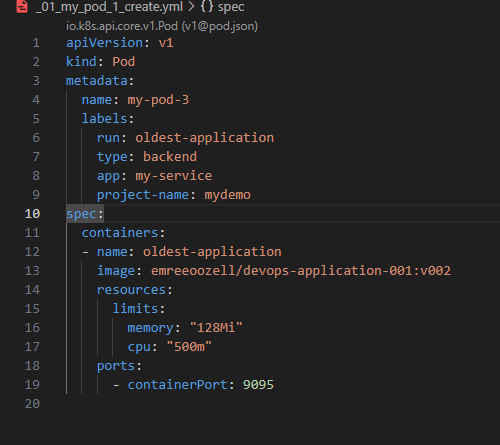 _01_my_pod_1_create.yml > {} spec
io.k8s.api.core.v1.Pod (v1@pod.json)
1 apiVersion: v1
2 kind: Pod
3 metadata:
4   name: my-pod-3
5   labels:
6     run: oldest-application
7     type: backend
8     app: my-service
9     project-name: mydemo
10 spec:
11   containers:
12   - name: oldest-application
13     image: emreeoozell/devops-application-001:v002
14     resources:
15       limits:
16         memory: "128Mi"
17         cpu: "500m"
18     ports:
19       - containerPort: 9095
20